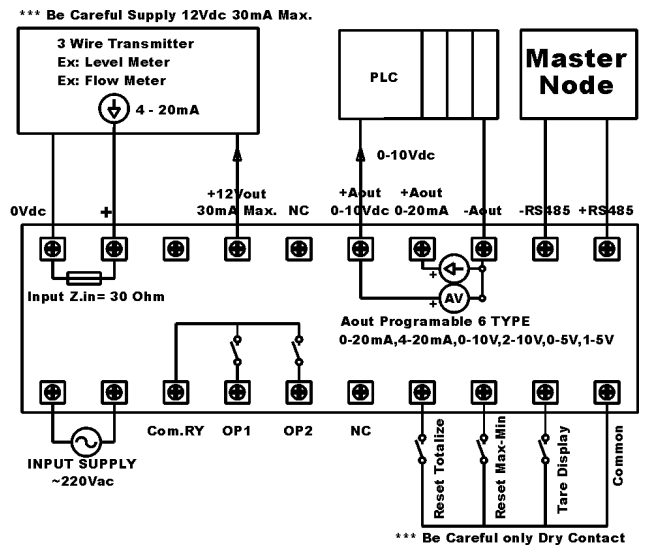 *** Be Careful Supply 12Vdc 30mA Max.
3 Wire Transmitter
Ex: Level Meter
Ex: Flow Meter
4 - 20mA
PLC
Master
Node
0-10Vdc
0Vdc
+
+12Vout
30mA Max.
NC
+Aout
0-10Vdc
+Aout
0-20mA
-Aout
-RS485
+RS485
Input Z.in= 30 Ohm
+
+
AV
Aout Programable 6 TYPE
0-20mA,4-20mA,0-10V,2-10V,0-5V,1-5V
INPUT SUPPLY
~220Vac
Com.RY
OP1
OP2
NC
Reset Totalize
Reset Max-Min
Tare Display
Common
*** Be Careful only Dry Contact